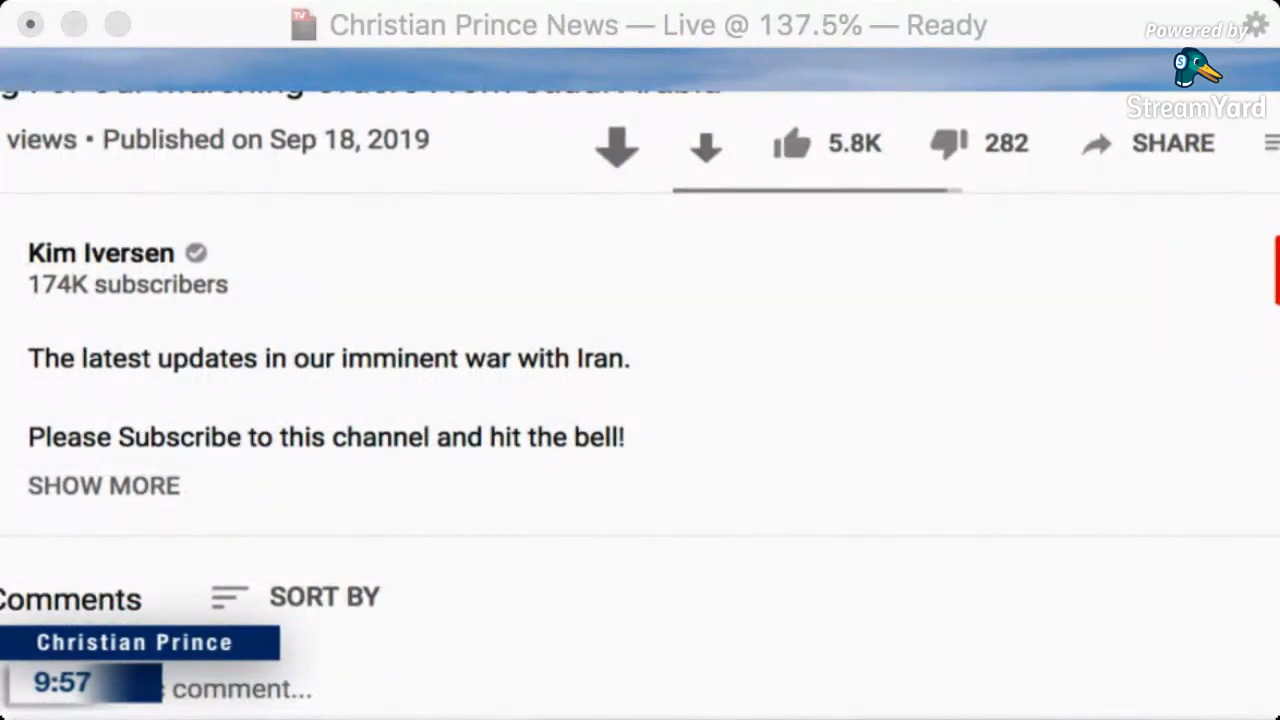 Christian Prince News — Live @ 137.5% — Ready
Powered by
StreamYard
views • Published on Sep 18, 2019
5.8K
282
SHARE
Kim Iversen
174K subscribers
The latest updates in our imminent war with Iran.
Please Subscribe to this channel and hit the bell!
SHOW MORE
Comments
SORT BY
Christian Prince
9:57
comment...